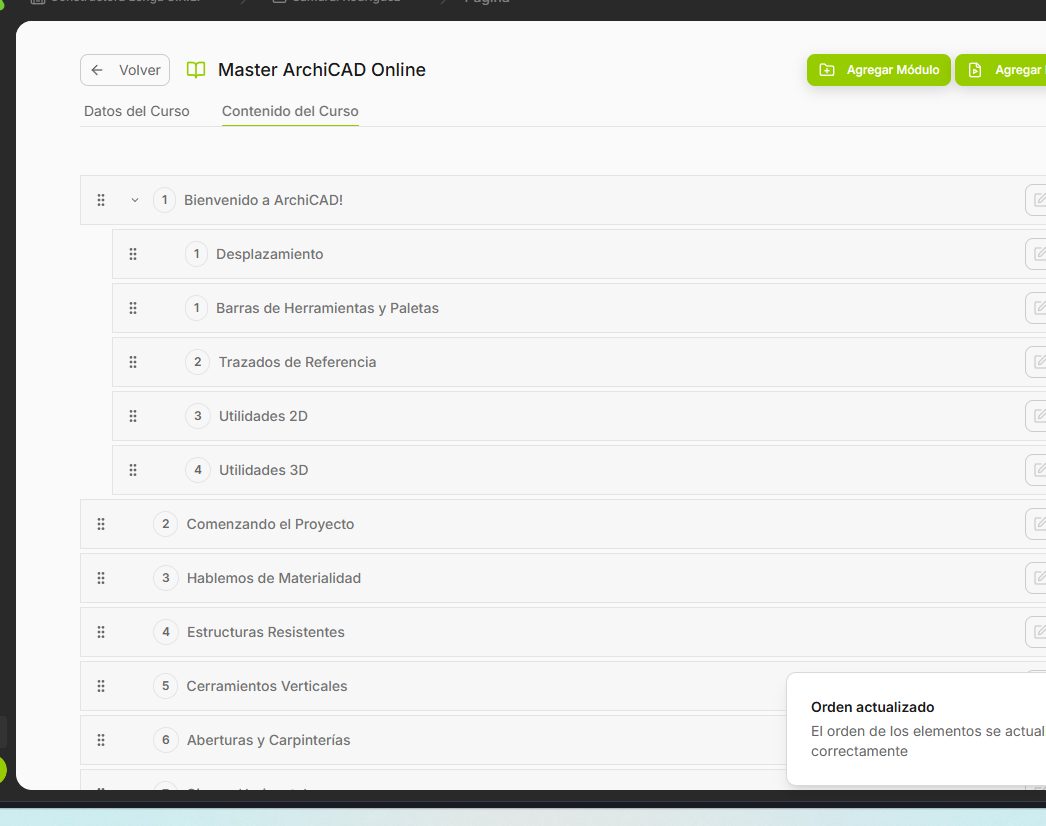 Volver
Master ArchiCAD Online
Agregar Módulo
Agregar
Datos del Curso
Contenido del Curso
1 Bienvenido a ArchiCAD!
1 Desplazamiento
1 Barras de Herramientas y Paletas
2 Trazados de Referencia
3 Utilidades 2D
4 Utilidades 3D
2 Comenzando el Proyecto
3 Hablemos de Materialidad
4 Estructuras Resistentes
5 Cerramientos Verticales
6 Aberturas y Carpinterías
Orden actualizado
El orden de los elementos se actual
correctamente